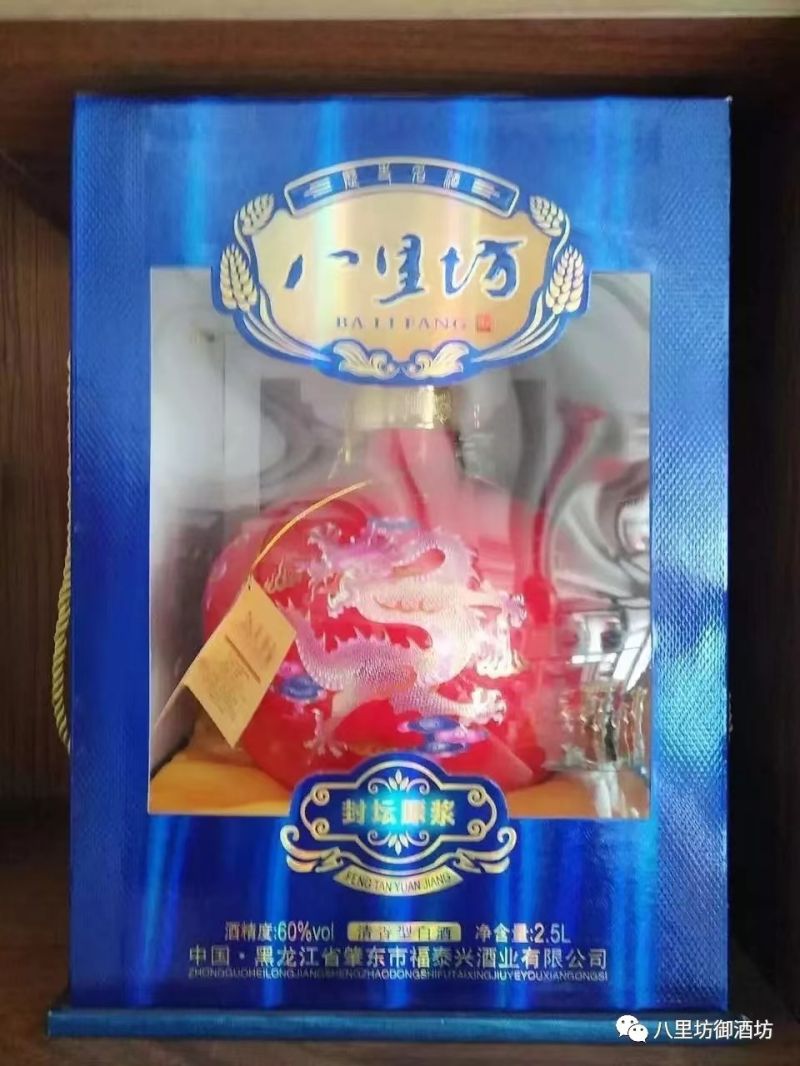 八里坊
BA LI FANG
封坛原浆
FENG TAN YUAN JIANG
酒精度:60%vol 清香型白酒 净含量:2.5L
中国·黑龙江省肇东市福泰兴酒业有限公司
ZHONGGUOHEILONGJIANGSHENGZHAODONGSHIFUTAIXINGJIUYEYOUXIANGONGSI
八里坊御酒坊